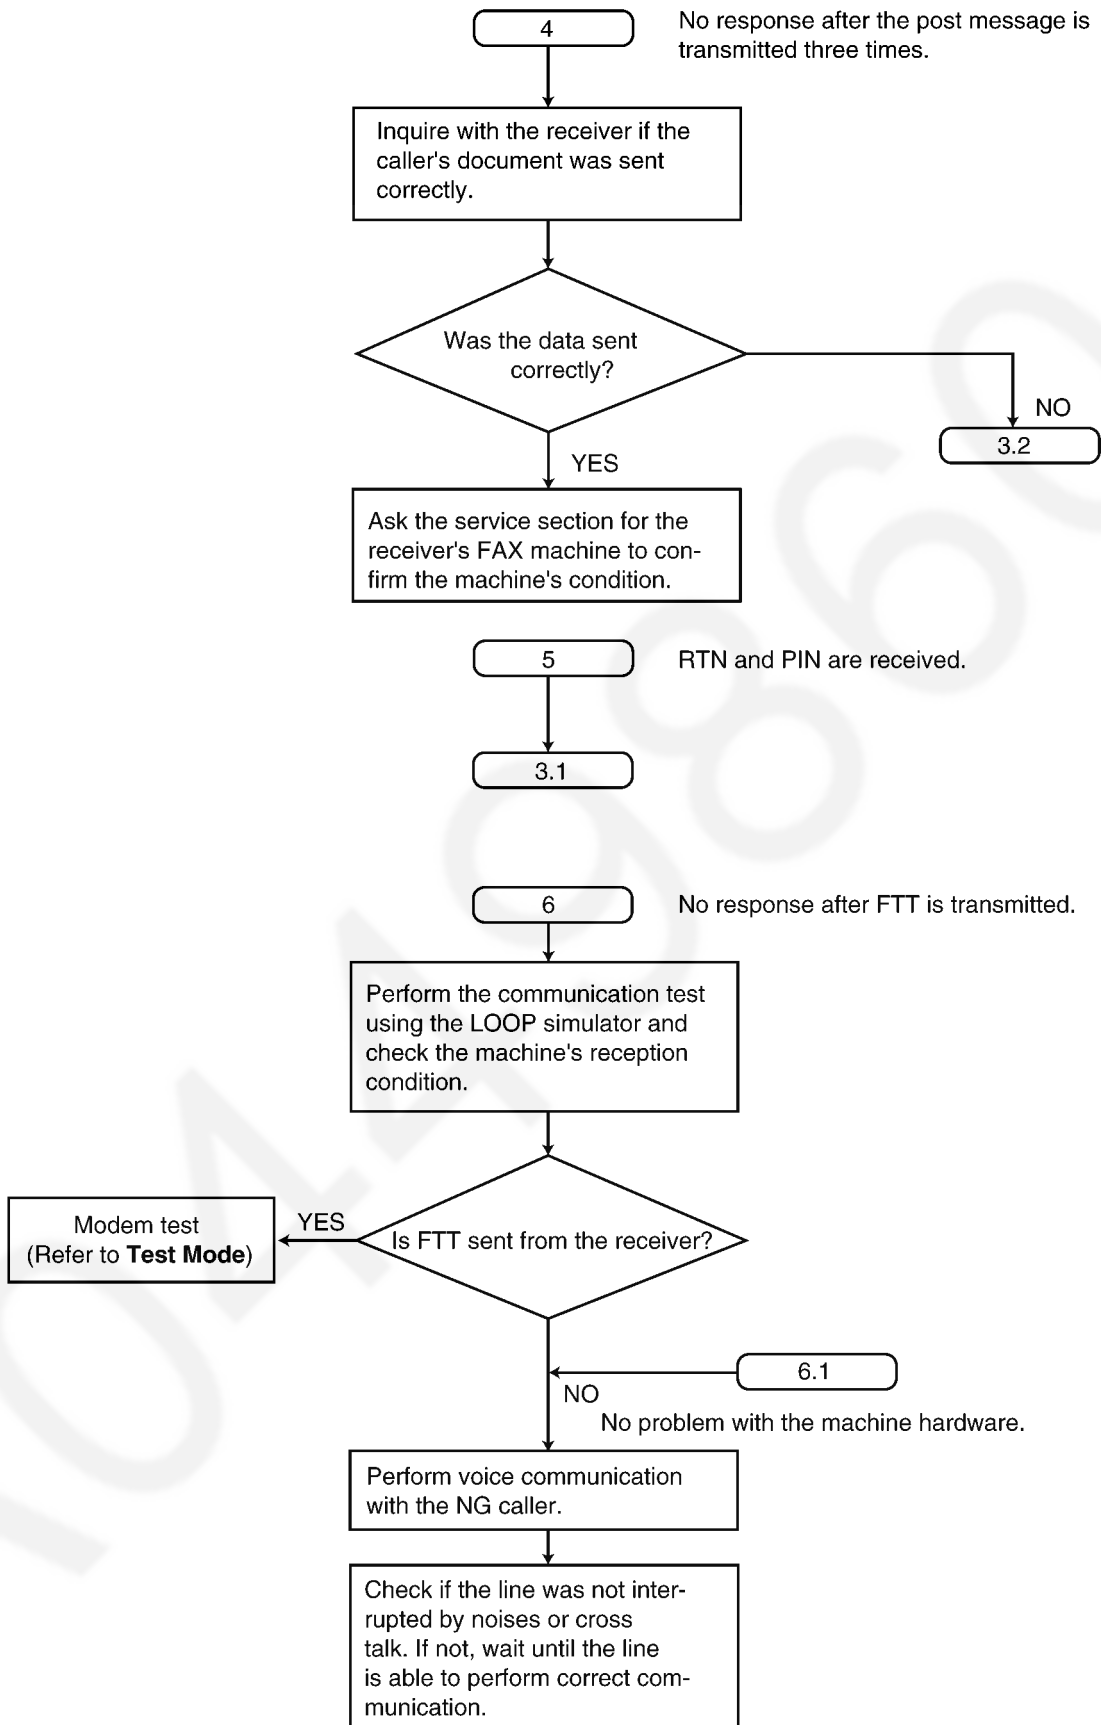 4
No response after the post message is
transmitted three times.
Inquire with the receiver if the
caller's document was sent
correctly.
Was the data sent
correctly?
NO
3.2
YES
Ask the service section for the
receiver's FAX machine to con-
firm the machine's condition.
5
RTN and PIN are received.
3.1
6
No response after FTT is transmitted.
Perform the communication test
using the LOOP simulator and
check the machine's reception
condition.
Modem test
(Refer to Test Mode)
YES
Is FTT sent from the receiver?
6.1
NO
No problem with the machine hardware.
Perform voice communication
with the NG caller.
Check if the line was not inter-
rupted by noises or cross
talk. If not, wait until the line
is able to perform correct com-
munication.
10449860